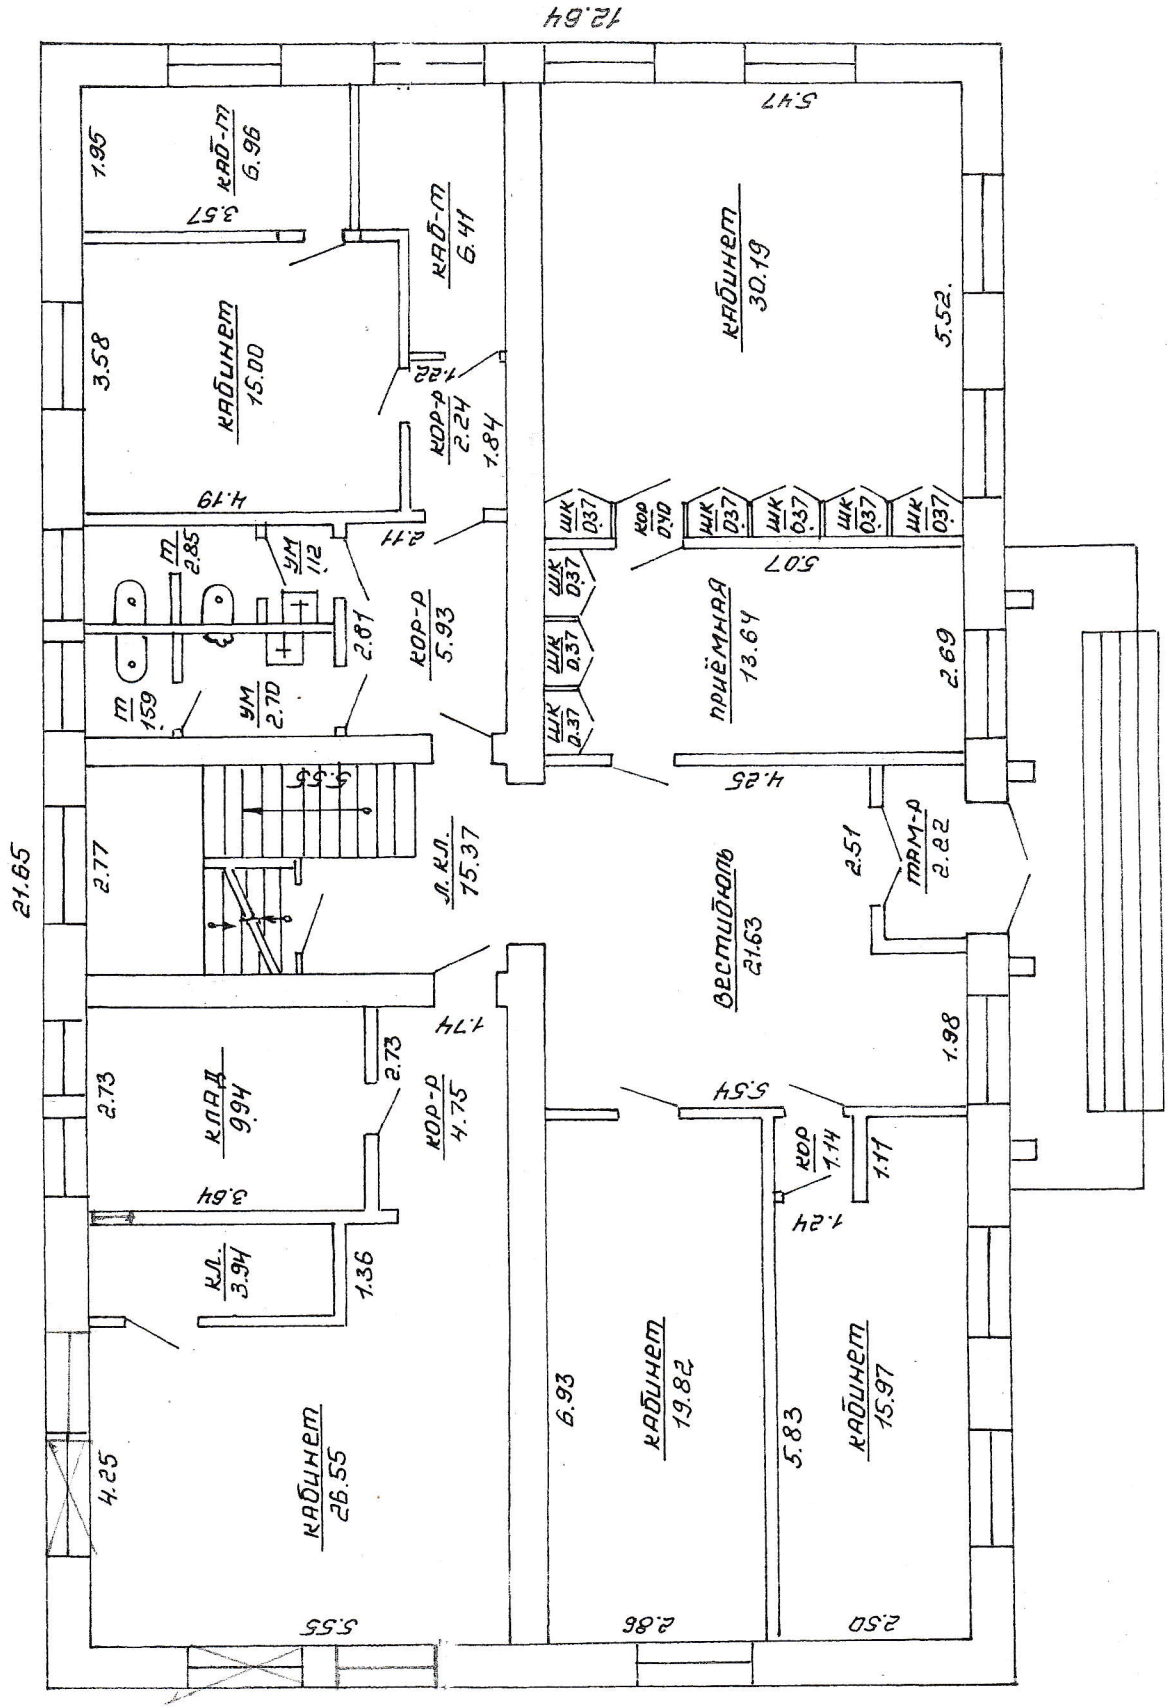 12.64
21.65
1.95
каб-т
6.96
3.57
3.58
кабинет
15.00
4.19
каб-т
6.41
1.22
кор-р
2.24
1.84
5.47
кабинет
30.19
5.52.
т
2.85
ум
1.12
2.11
т
1.59
ум
2.70
2.81
кор-р
5.93
шк
0.37
кор
0.40
шк
0.37
шк
0.37
шк
0.37
шк
0.37
шк
0.37
шк
0.37
шк
0.37
5.07
приёмная
13.64
2.69
2.77
5.55
л. кл.
15.37
4.25
вестибюль
21.63
2.51
там-р
2.22
1.98
5.54
2.73
клад
9.94
3.64
2.73
1.74
кор-р
4.75
кл.
3.94
1.36
кор
1.14
1.11
1.24
4.25
кабинет
26.55
5.55
6.93
кабинет
19.82
2.86
5.83
кабинет
15.97
2.50